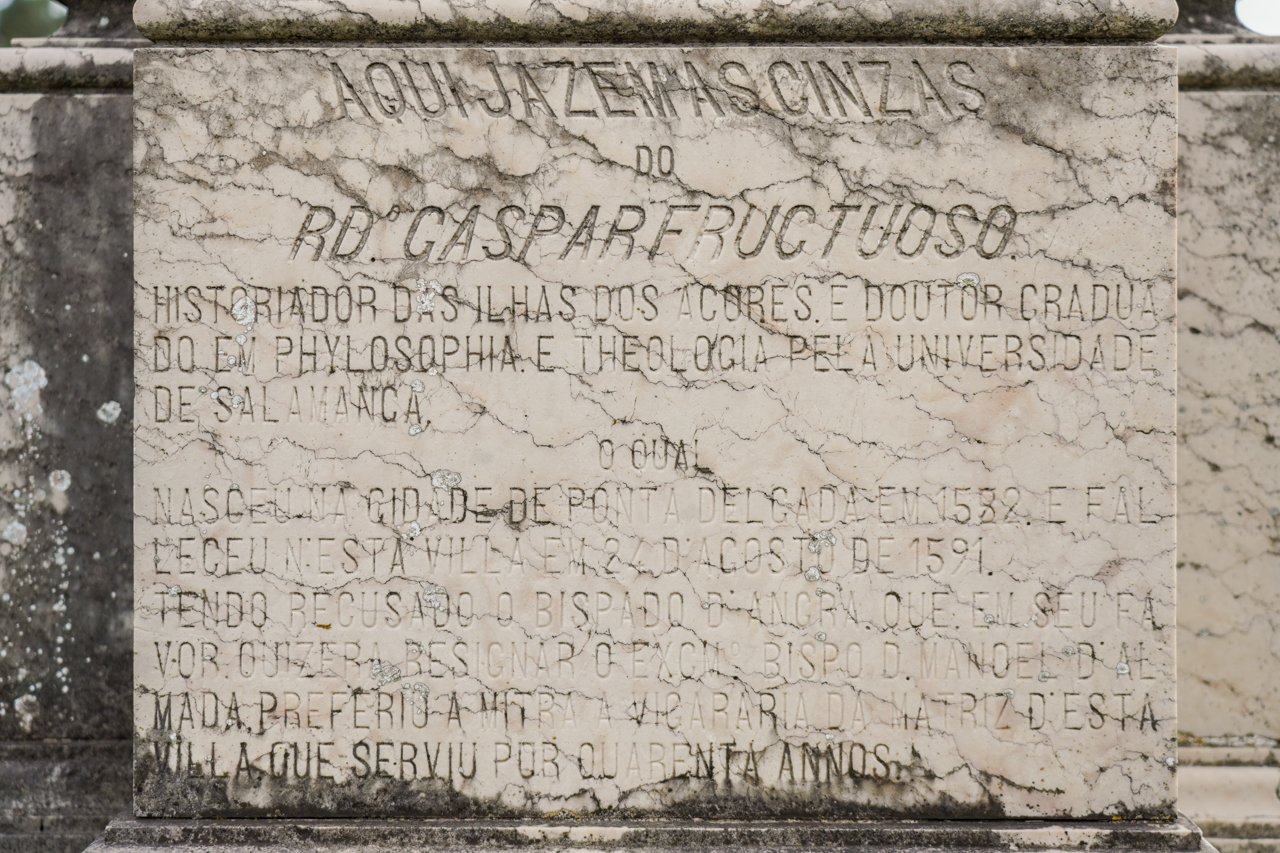 AQUI JAZEM AS CINZAS
DO
RD.º GASPAR FRUCTUOSO.
HISTORIADOR DAS ILHAS DOS AÇORES, E DOUTOR GRADUA
DO EM PHYLOSOPHIA, E THEOLOGIA PELA UNIVERSIDADE
DE SALAMANCA,
O QUAL
NASCEU NA CIDADE DE PONTA DELGADA EM 1522. E FAL
LECEU N'ESTA VILLA EM 24 D'AGOSTO DE 1591.
TENDO RECUSADO O BISPADO D'ANGRA, QUE EM SEU FA
VOR QUIZERA RESIGNAR O EXCM.º BISPO D. MANOEL D'AL
MADA PREFERIU A MITRA A VIGARARIA DA MATRIZ D'ESTA
VILLA QUE SERVIU POR QUARENTA ANNOS.